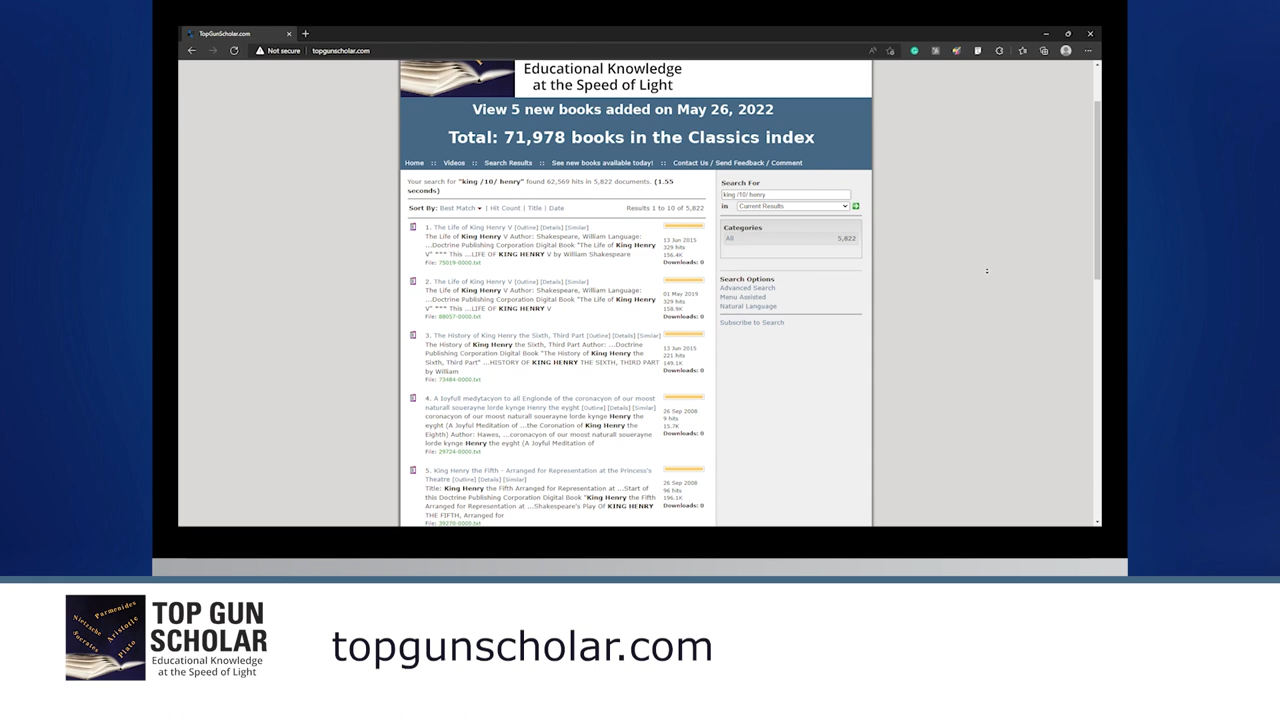 TopGunScholar.com
Not secure
topgunscholar.com
Educational Knowledge
at the Speed of Light
View 5 new books added on May 26, 2022
Total: 71,978 books in the Classics index
Home :: Videos :: Search Results :: See new books available today! :: Contact Us / Send Feedback / Comment
Your search for "king /10/ henry" found 62,569 hits in 5,822 documents. (1.55
seconds)
Sort By: Best Match | Hit Count | Title | Date
Results 1 to 10 of 5,822
1. The Life of King Henry V [Outline] [Details] [Similar]
The Life of King Henry V Author: Shakespeare, William Language:
...Doctrine Publishing Corporation Digital Book "The Life of King Henry
V" *** This ...LIFE OF KING HENRY V by William Shakespeare
File: 75019-0000.txt
13 Jun 2015
329 hits
156.4K
Downloads: 0
2. The Life of King Henry V [Outline] [Details] [Similar]
The Life of King Henry V Author: Shakespeare, William Language:
...Doctrine Publishing Corporation Digital Book "The Life of King Henry
V" *** This ...LIFE OF KING HENRY V
File: 88057-0000.txt
01 May 2019
329 hits
158.9K
Downloads: 0
3. The History of King Henry the Sixth, Third Part [Outline] [Details] [Similar]
The History of King Henry the Sixth, Third Part Author: ...Doctrine
Publishing Corporation Digital Book "The History of King Henry the
Sixth, Third Part" ...HISTORY OF KING HENRY THE SIXTH, THIRD PART
by William
File: 73484-0000.txt
13 Jun 2015
221 hits
149.1K
Downloads: 0
4. A Ioyfull medytacyon to all Englonde of the coronacyon of our moost
naturall souerayne lorde kynge Henry the eyght [Outline] [Details] [Similar]
coronacyon of our moost naturall souerayne lorde kynge Henry the
eyght (A Joyful Meditation of ...the Coronation of King Henry the
Eighth) Author: Hawes, ...coronacyon of our moost naturall souerayne
lorde kynge Henry the eyght (A Joyful Meditation of
File: 29724-0000.txt
26 Sep 2008
9 hits
15.7K
Downloads: 0
5. King Henry the Fifth - Arranged for Representation at the Princess's
Theatre [Outline] [Details] [Similar]
Title: King Henry the Fifth Arranged for Representation at ...Start of
this Doctrine Publishing Corporation Digital Book "King Henry the Fifth
Arranged for Representation at ...Shakespeare's Play Of KING HENRY
THE FIFTH, Arranged for
File: 39270-0000.txt
26 Sep 2008
96 hits
196.1K
Downloads: 0
Search For
king /10/ henry
in Current Results
Categories
All 5,822
Search Options
Advanced Search
Menu Assisted
Natural Language
Subscribe to Search
Parmenides
Nietzsche
Aristotle
Socrates
Plato
TOP GUN
SCHOLAR
Educational Knowledge
at the Speed of Light
topgunscholar.com